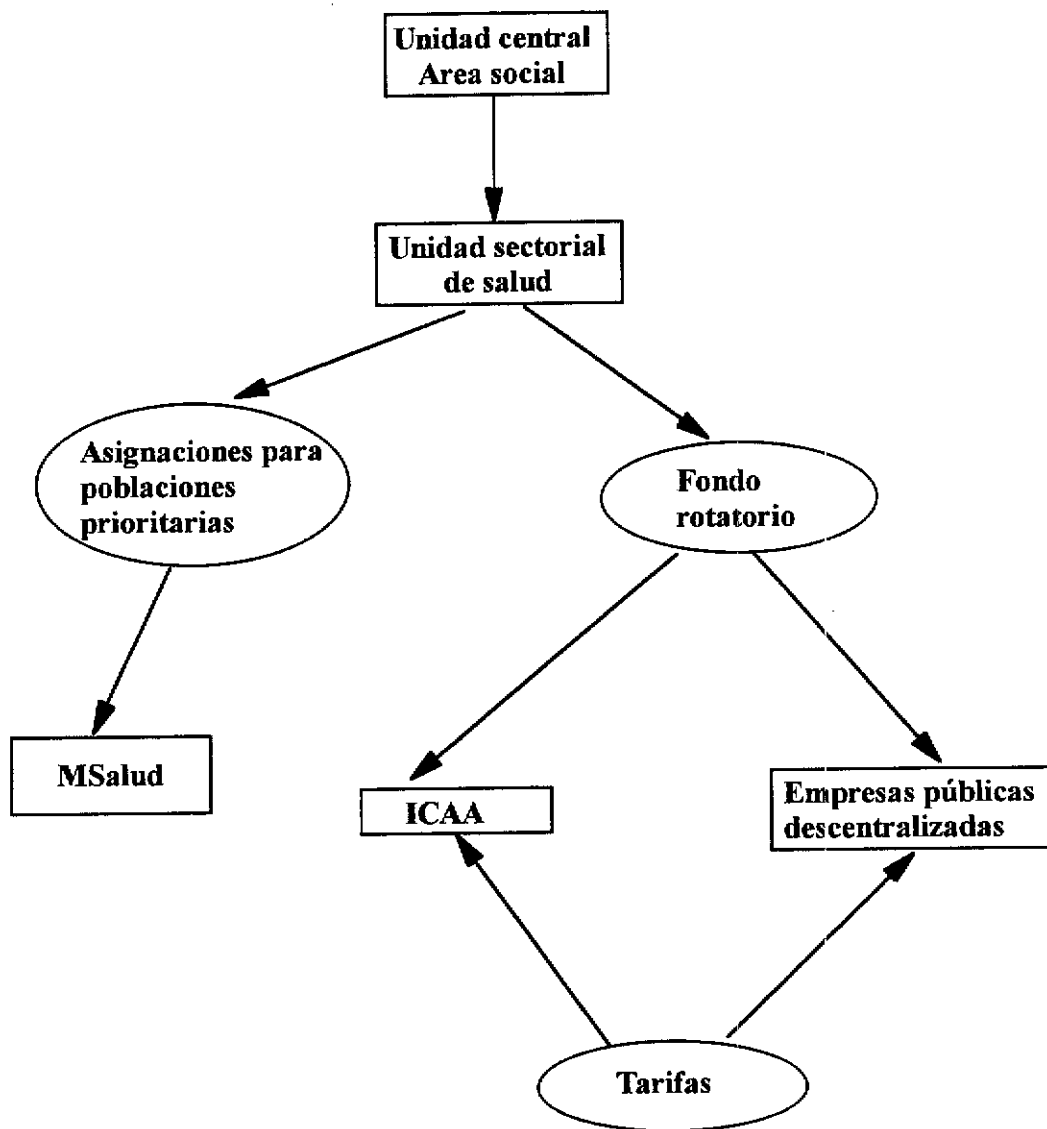 Unidad central
Area social
Unidad sectorial
de salud
Asignaciones para
poblaciones
prioritarias
Fondo
rotatorio
MSalud
ICAA
Empresas públicas
descentralizadas
Tarifas